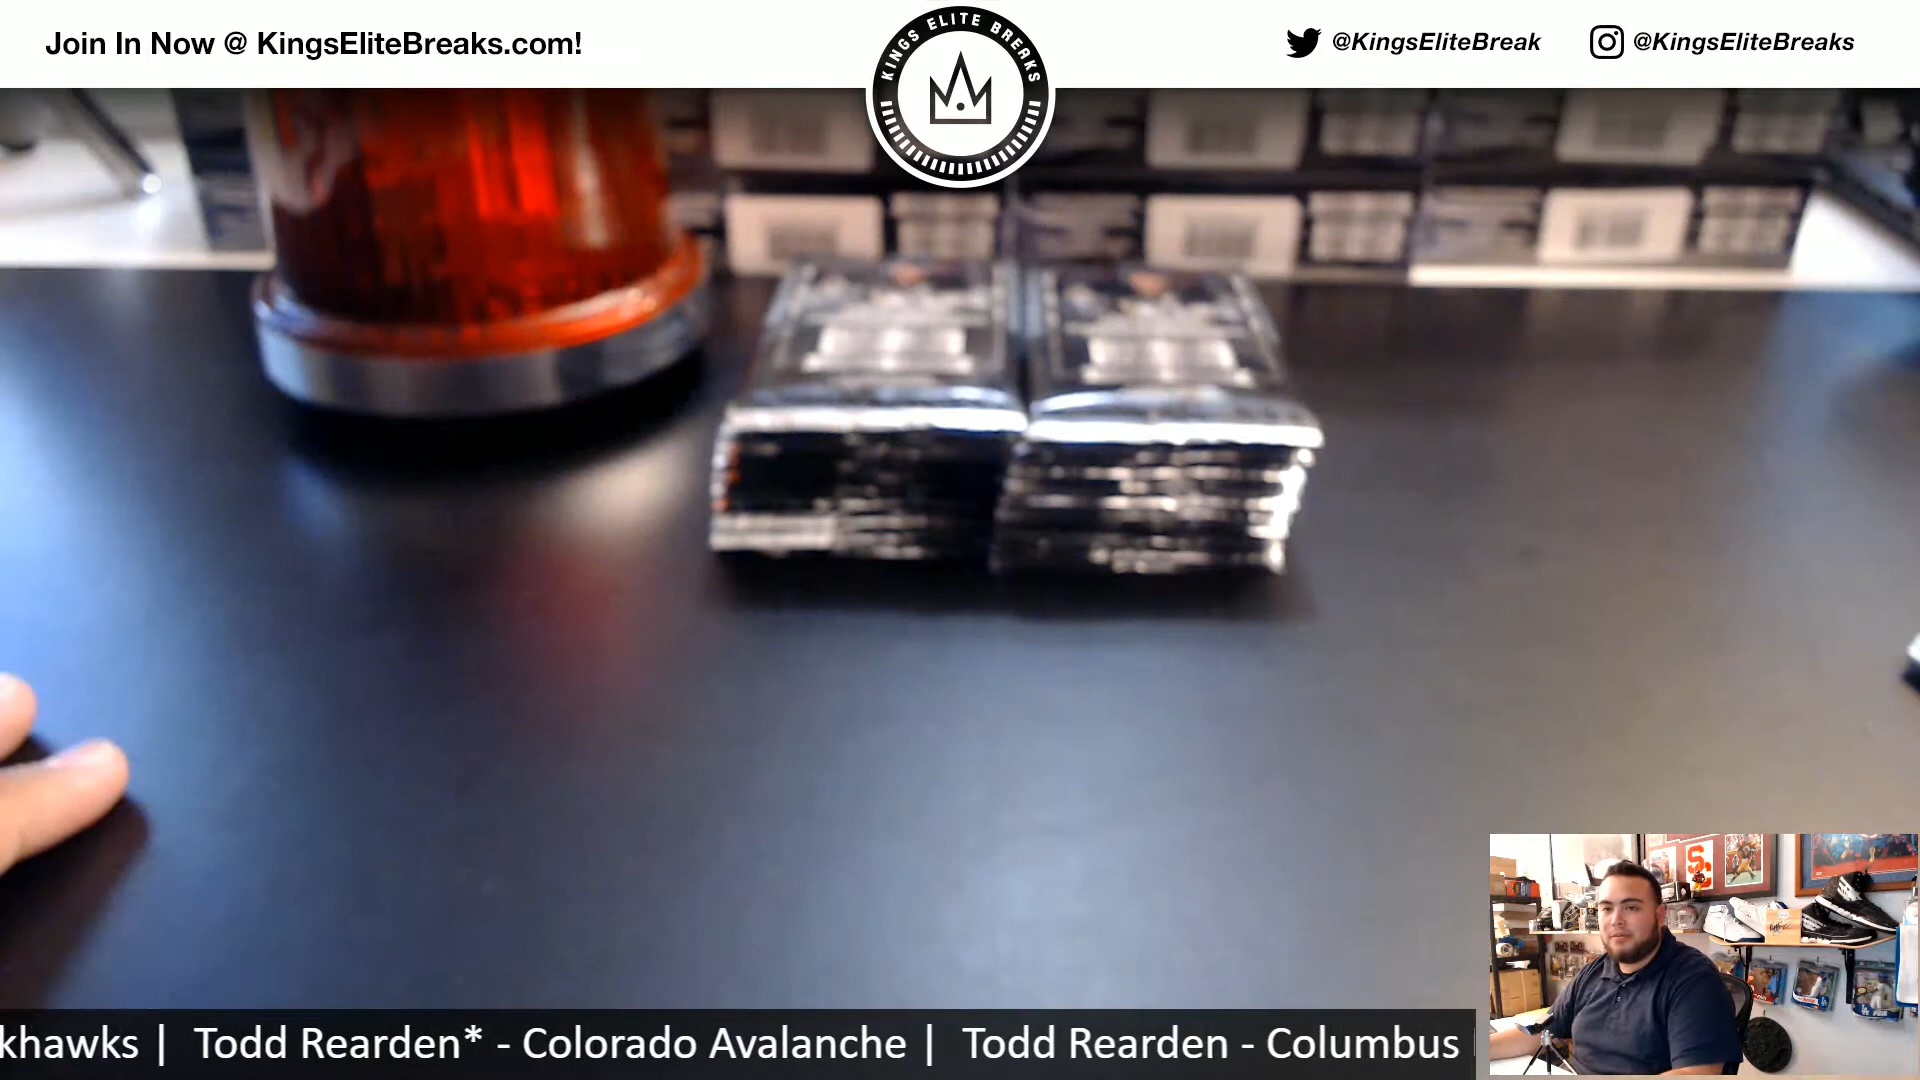 Join In Now @ KingsEliteBreaks.com!
KINGS ELITE BREAKS
@KingsEliteBreak
@KingsEliteBreaks
khawks | Todd Rearden* - Colorado Avalanche | Todd Rearden - Columbus